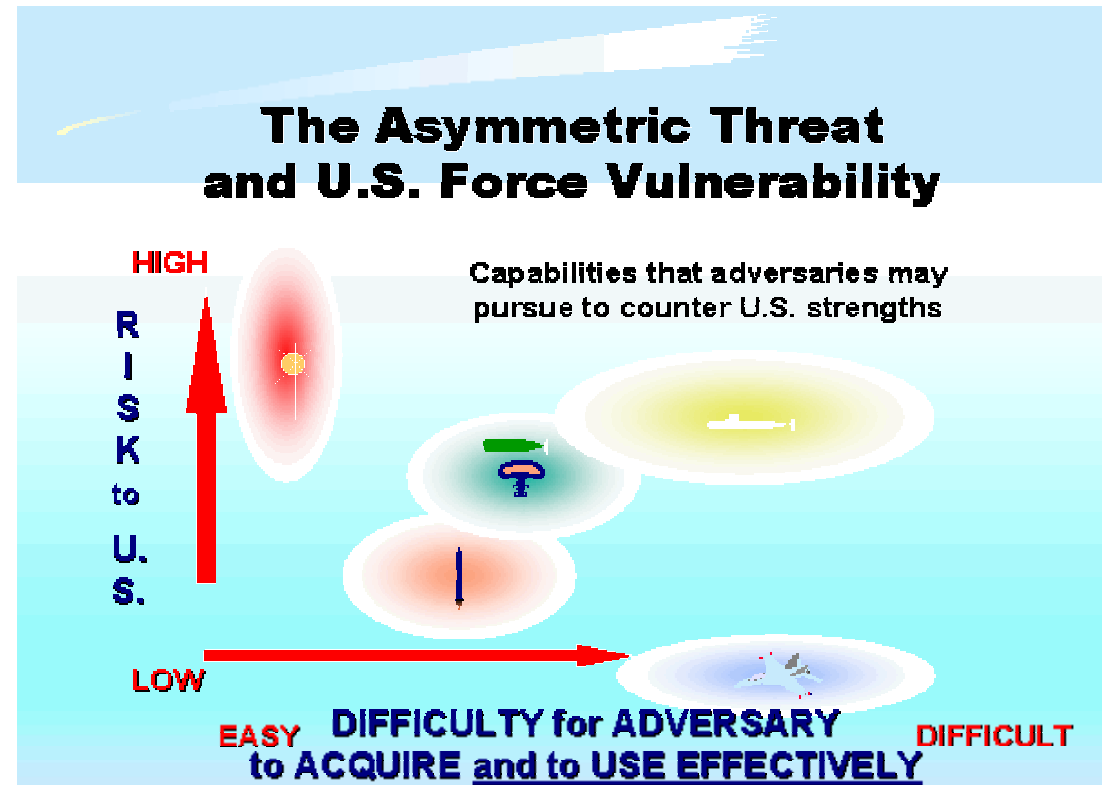 The Asymmetric Threat
and U.S. Force Vulnerability
HIGH
Capabilities that adversaries may
pursue to counter U.S. strengths
R
I
S
K
to
U.
S.
LOW
EASY
DIFFICULTY for ADVERSARY
to ACQUIRE and to USE EFFECTIVELY
DIFFICULT